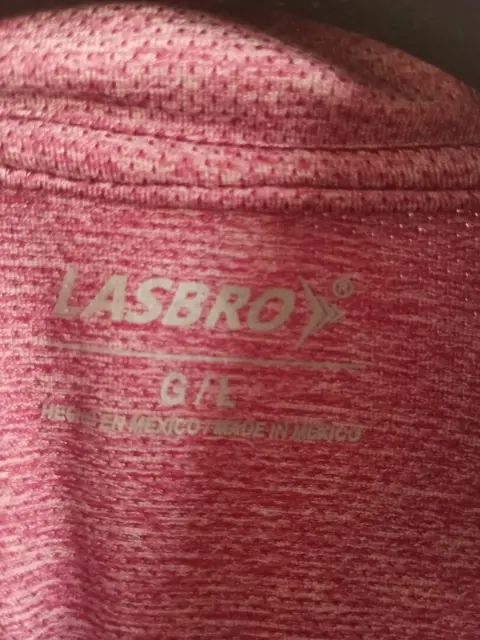 LASBRO®
G/L
HECHO EN MEXICO / MADE IN MEXICO